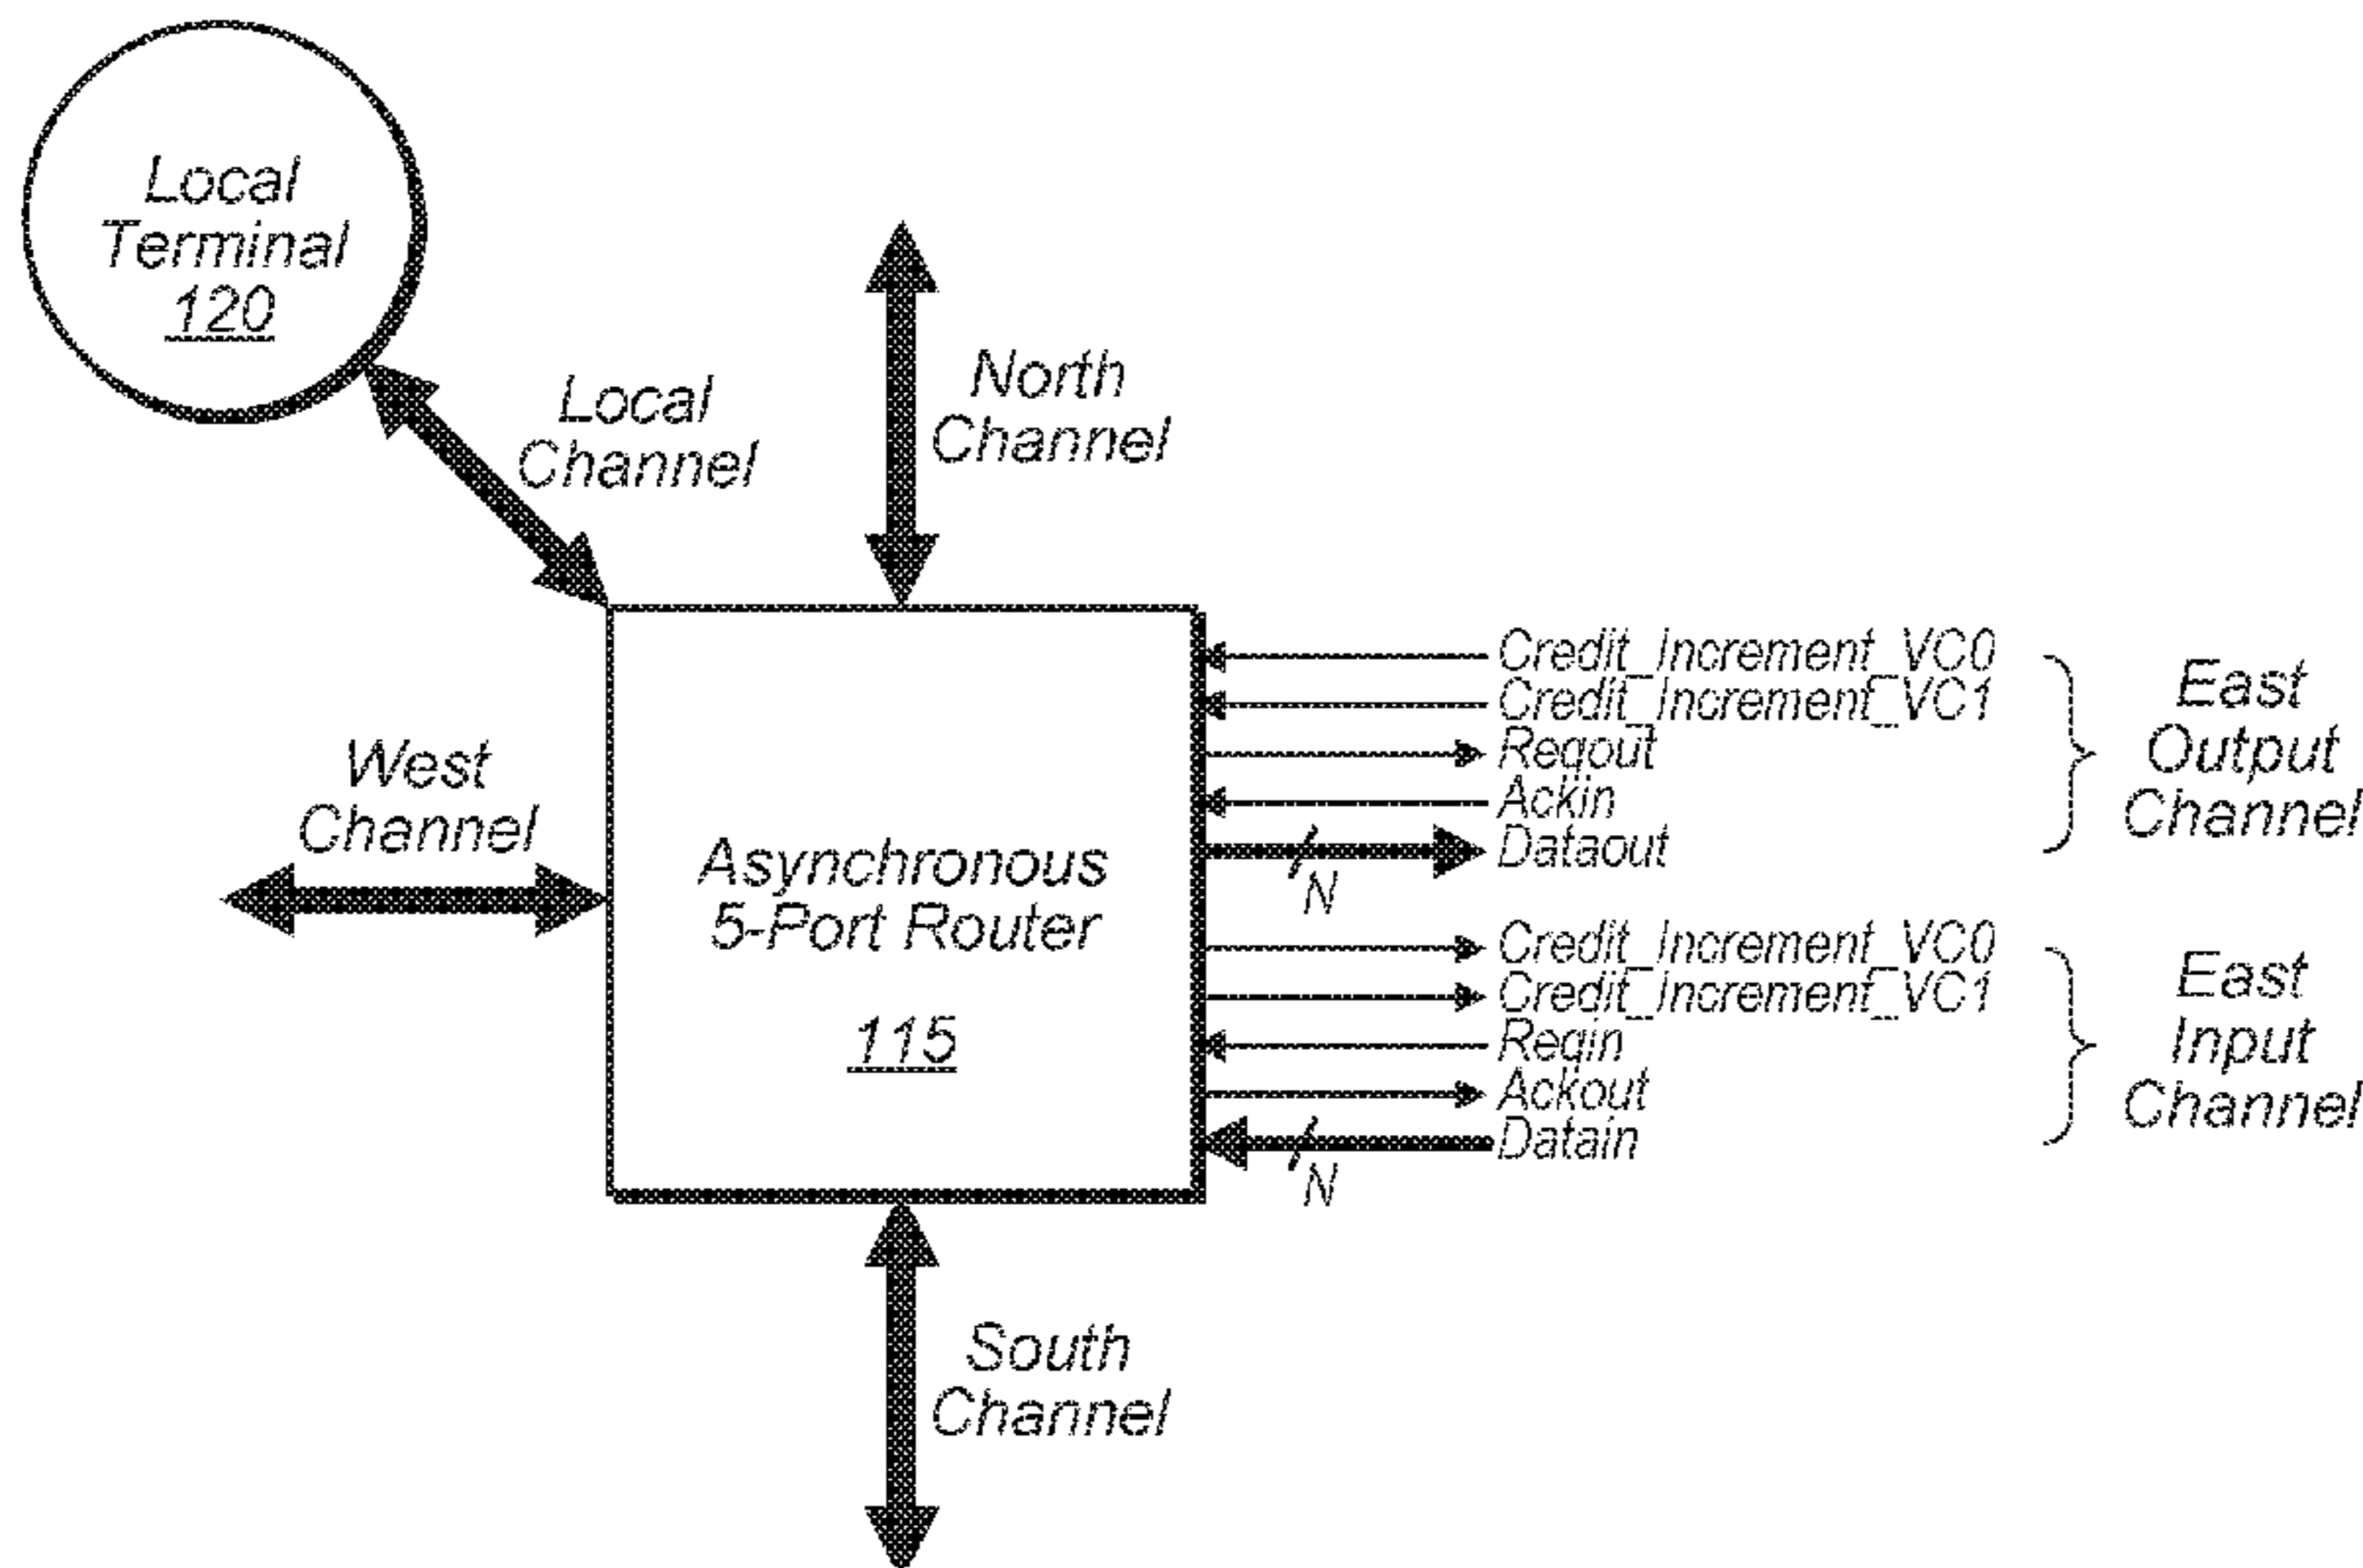 Local
Terminal
120
Local
Channel
North
Channel
West
Channel
Asynchronous
5-Port Router
115
South
Channel
Credit_Increment_VC0
Credit_Increment_VC1
Reqout
Ackin
Dataout
N
East
Output
Channel
Credit_Increment_VC0
Credit_Increment_VC1
Reqin
Ackout
Datain
N
East
Input
Channel